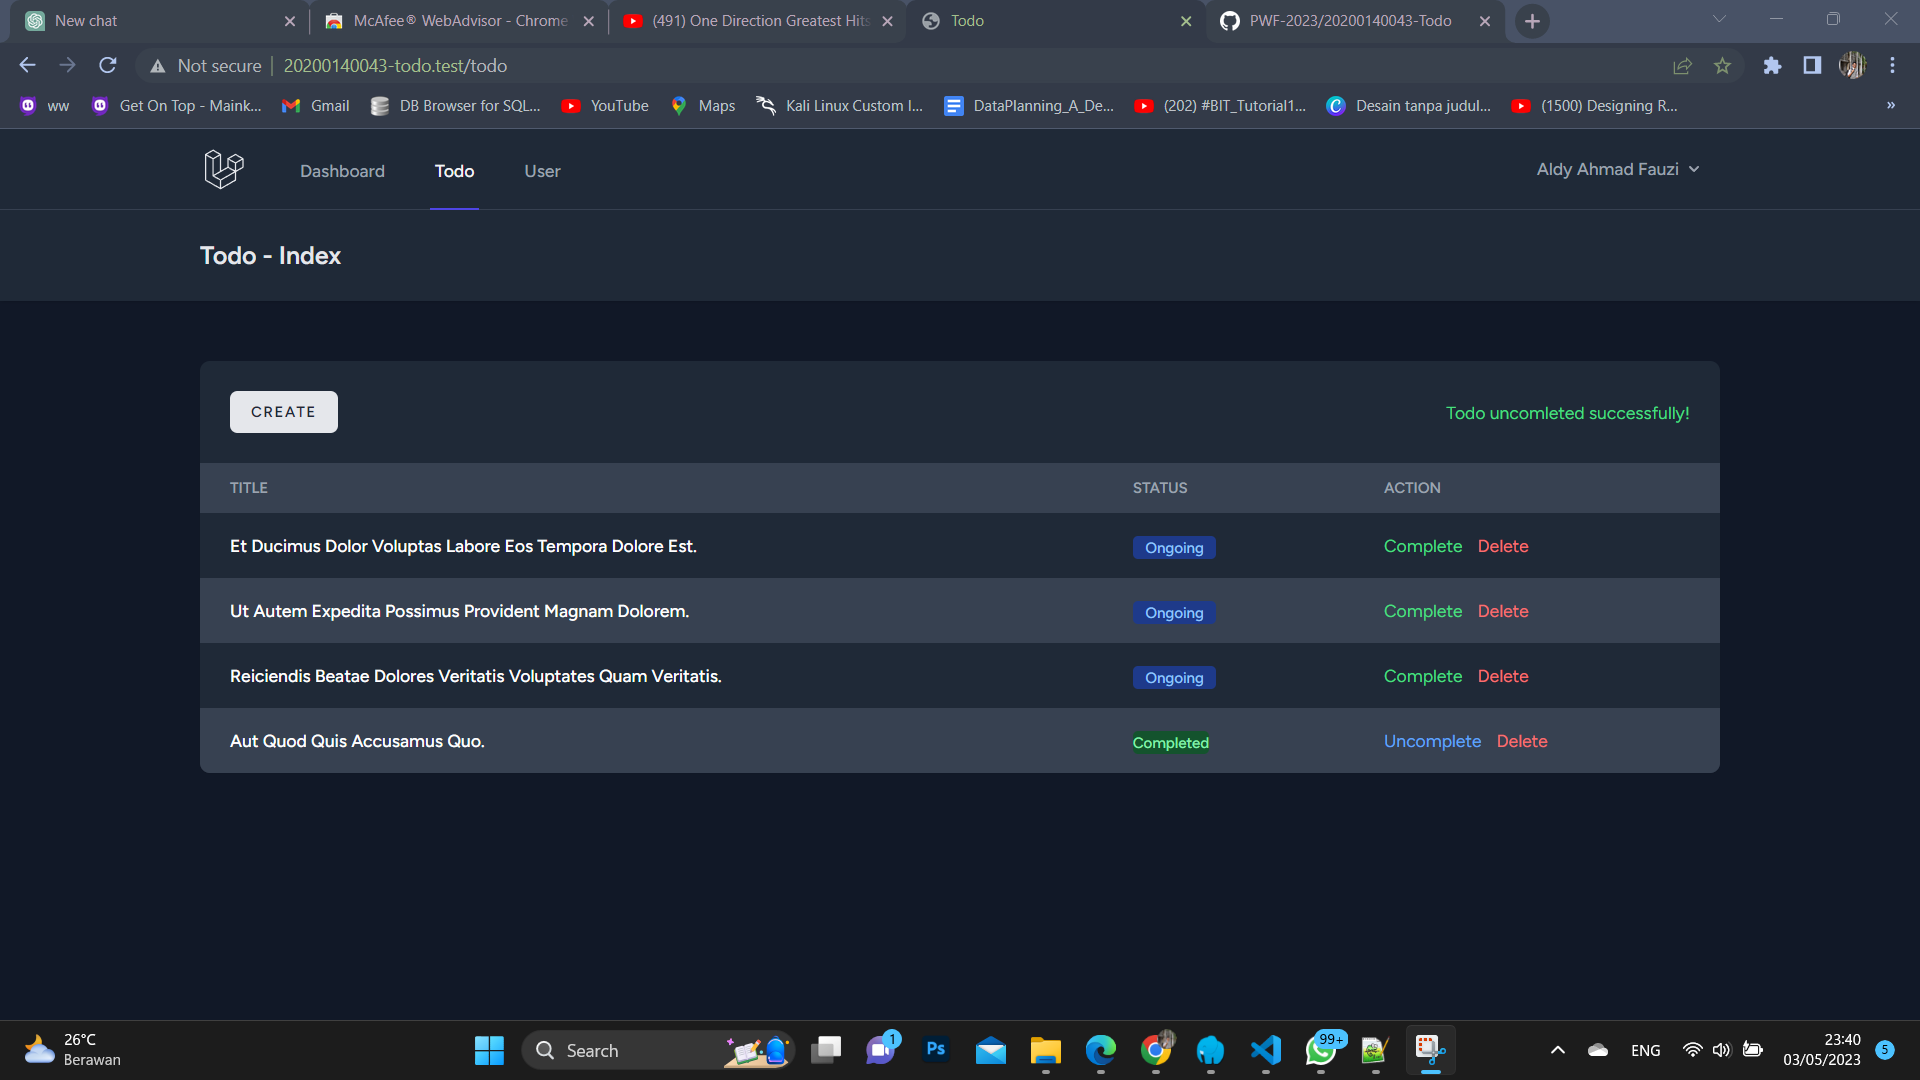 New chat
McAfee® WebAdvisor - Chrome
(491) One Direction Greatest Hits
Todo
PWF-2023/20200140043-Todo
Not secure
20200140043-todo.test/todo
ww
Get On Top - Maink...
Gmail
DB Browser for SQL...
YouTube
Maps
Kali Linux Custom I...
DataPlanning_A_De...
(202) #BIT_Tutorial1...
Desain tanpa judul...
(1500) Designing R...
»
Dashboard
Todo
User
Aldy Ahmad Fauzi
Todo - Index
CREATE
Todo uncomleted successfully!
TITLE STATUS ACTION
Et Ducimus Dolor Voluptas Labore Eos Tempora Dolore Est. Ongoing Complete Delete
Ut Autem Expedita Possimus Provident Magnam Dolorem. Ongoing Complete Delete
Reiciendis Beatae Dolores Veritatis Voluptates Quam Veritatis. Ongoing Complete Delete
Aut Quod Quis Accusamus Quo. Completed Uncomplete Delete
26°C
Berawan
Search
1
Ps
99+
ENG
23:40
03/05/2023
5